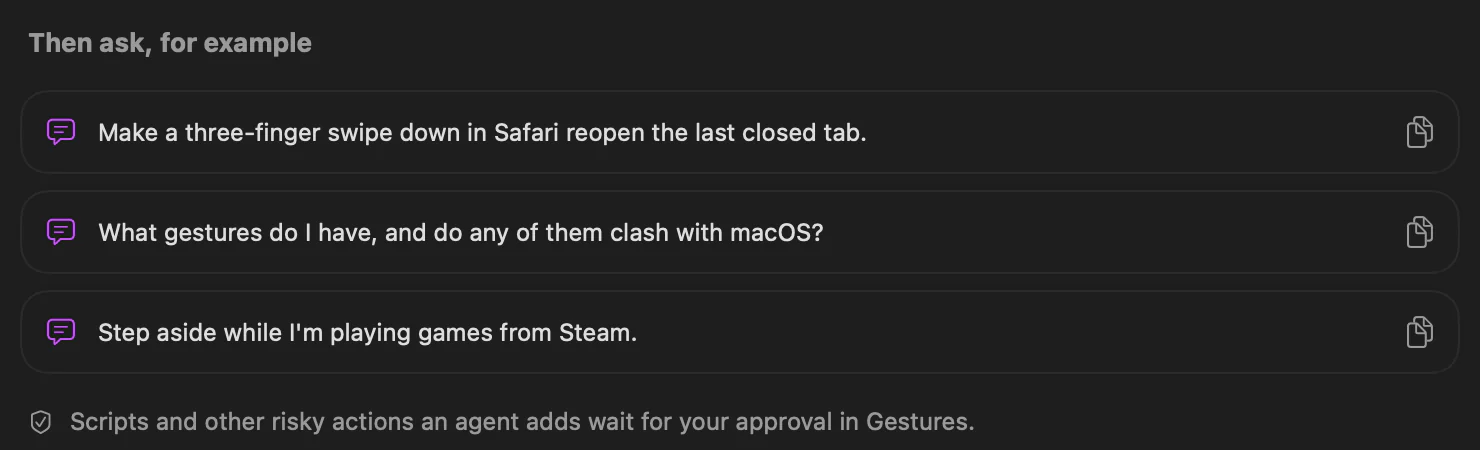 Then ask, for example
Make a three-finger swipe down in Safari reopen the last closed tab.
What gestures do I have, and do any of them clash with macOS?
Step aside while I'm playing games from Steam.
Scripts and other risky actions an agent adds wait for your approval in Gestures.